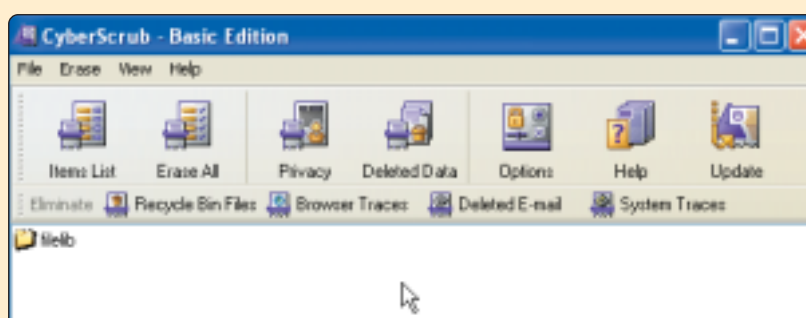 CyberScrub - Basic Edition
File Erase View Help
Items List Erase All Privacy Deleted Data Options Help Update
Eliminate Recycle Bin Files Browser Traces Deleted E-mail System Traces
filelib